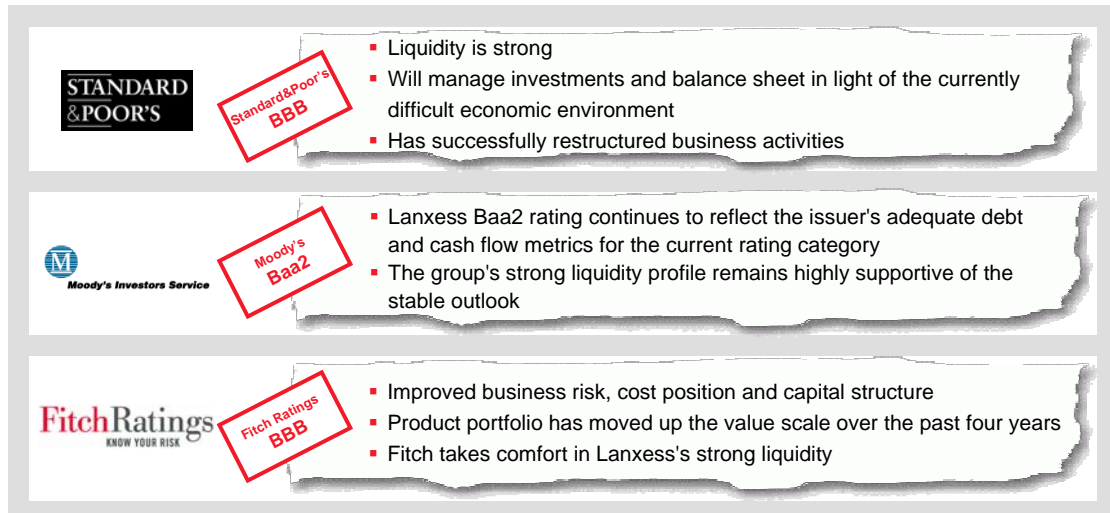 STANDARD
&POOR'S
Standard&Poor's
BBB
▪ Liquidity is strong
▪ Will manage investments and balance sheet in light of the currently
difficult economic environment
▪ Has successfully restructured business activities
M
Moody's Investors Service
Moody's
Baa2
▪ Lanxess Baa2 rating continues to reflect the issuer's adequate debt
and cash flow metrics for the current rating category
▪ The group's strong liquidity profile remains highly supportive of the
stable outlook
FitchRatings
KNOW YOUR RISK
Fitch Ratings
BBB
▪ Improved business risk, cost position and capital structure
▪ Product portfolio has moved up the value scale over the past four years
▪ Fitch takes comfort in Lanxess's strong liquidity